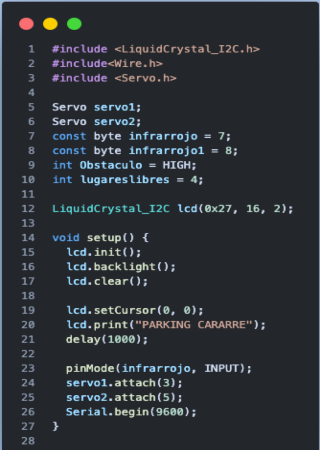 1 #include <LiquidCrystal_I2C.h>
2 #include<Wire.h>
3 #include <Servo.h>
4
5 Servo servo1;
6 Servo servo2;
7 const byte infrarrojo = 7;
8 const byte infrarrojo1 = 8;
9 int Obstaculo = HIGH;
10 int lugareslibres = 4;
11
12 LiquidCrystal_I2C lcd(0x27, 16, 2);
13
14 void setup() {
15 lcd.init();
16 lcd.backlight();
17 lcd.clear();
18
19 lcd.setCursor(0, 0);
20 lcd.print("PARKING CARARRE");
21 delay(1000);
22
23 pinMode(infrarrojo, INPUT);
24 servo1.attach(3);
25 servo2.attach(5);
26 Serial.begin(9600);
27 }
28